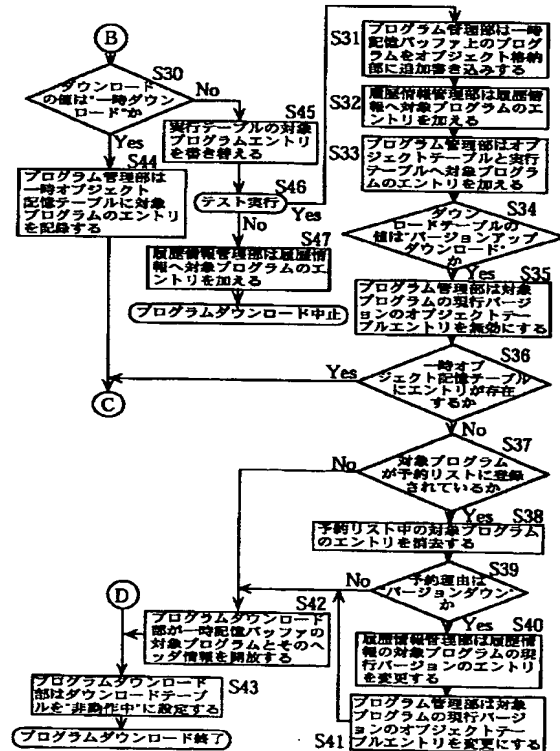 B
S30
ダウンロード
の値は"一時ダウン
ロード"か
No
Yes
S44
プログラム管理部は
一時オブジェクト
記憶テーブルに対象
プログラムのエントリ
を記録する
S45
実行テーブルの対象
プログラムエントリ
を書き替える
S46
テスト実行
Yes
No
S47
履歴情報管理部は履歴情
報へ対象プログラムのエ
ントリを加える
プログラムダウンロード中止
C
S31
プログラム管理部は一時
記憶バッファ上のプログ
ラムをオブジェクト格納
部に追加書き込みする
S32
履歴情報管理部は履歴情
報へ対象プログラムのエ
ントリを加える
S33
プログラム管理部はオブ
ジェクトテーブルと実行
テーブルへ対象プログラ
ムのエントリを加える
S34
ダウン
ロードテーブルの
値は"バージョンアップ
ダウンロード"
か
Yes
S35
プログラム管理部は対象
プログラムの現行バージ
ョンのオブジェクトテー
ブルエントリを無効にする
S36
一時オブ
ジェクト記憶テーブル
にエントリが存在
するか
Yes
No
S37
対象プログラム
が予約リストに登録
されているか
No
Yes
S38
予約リスト中の対象プログラム
のエントリを消去する
S39
予約理由は
"バージョンダウン"
か
No
Yes
S40
履歴情報管理部は履歴情
報の対象プログラムの現
行バージョンのエントリ
を変更する
S41
プログラム管理部は対象
プログラムの現行バージ
ョンのオブジェクトテー
ブルエントリを変更にする
D
S42
プログラムダウンロード
部が一時記憶バッファの
対象プログラムとそのヘ
ッダ情報を開放する
S43
プログラムダウンロード
部はダウンロードテーブ
ルを"非動作中"に設定する
プログラムダウンロード終了